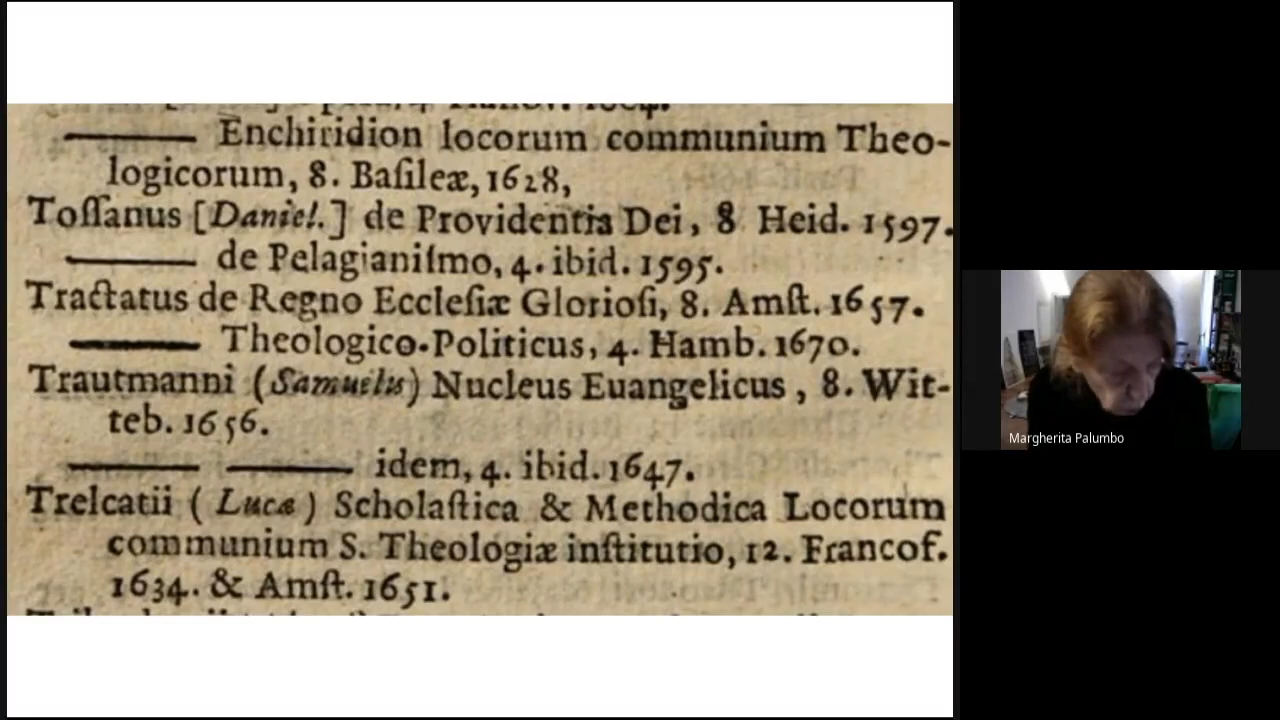 ——— Enchiridion locorum communium Theo-
logicorum, 8. Baſileæ, 1628,
Toſſanus [Daniel.] de Providentia Dei, 8 Heid. 1597.
——— de Pelagianiſmo, 4. ibid. 1595.
Tractatus de Regno Eccleſiæ Glorioſi, 8. Amſt. 1657.
——— Theologico-Politicus, 4. Hamb. 1670.
Trautmanni (Samuelis) Nucleus Euangelicus, 8. Wit-
teb. 1656.
——— ——— idem, 4. ibid. 1647.
Trelcatii (Lucæ) Scholaſtica & Methodica Locorum
communium S. Theologiæ inſtitutio, 12. Francof.
1634. & Amſt. 1651.
Margherita Palumbo